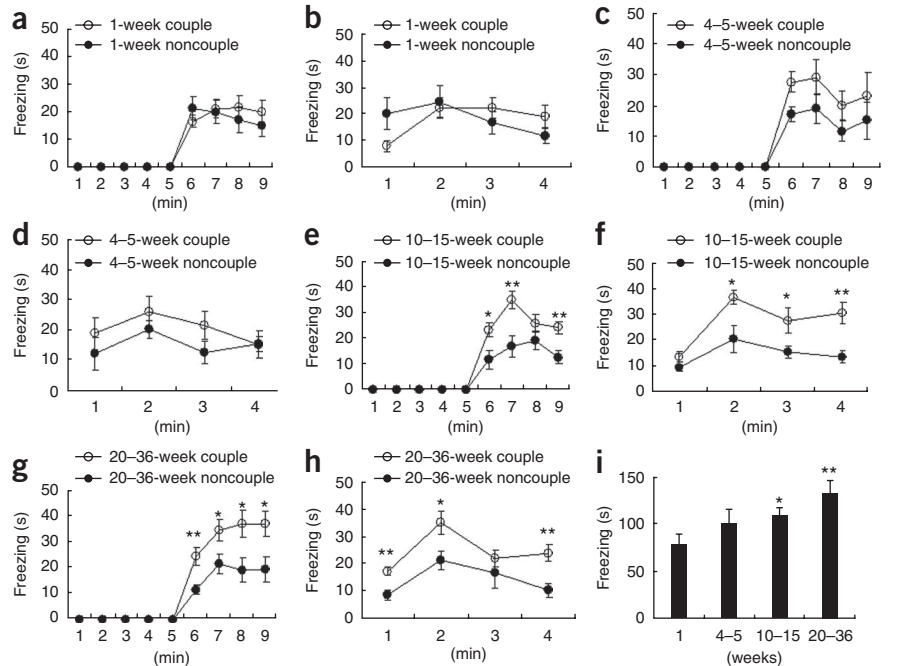 a
1-week couple
1-week noncouple
Freezing (s)
50
40
30
20
10
0
1 2 3 4 5 6 7 8 9
(min)
b
1-week couple
1-week noncouple
Freezing (s)
50
40
30
20
10
0
1 2 3 4
(min)
c
4–5-week couple
4–5-week noncouple
Freezing (s)
50
40
30
20
10
0
1 2 3 4 5 6 7 8 9
(min)
d
4–5-week couple
4–5-week noncouple
Freezing (s)
50
40
30
20
10
0
1 2 3 4
(min)
e
10–15-week couple
10–15-week noncouple
Freezing (s)
50
40
30
20
10
0
* ** **
1 2 3 4 5 6 7 8 9
(min)
f
10–15-week couple
10–15-week noncouple
Freezing (s)
50
40
30
20
10
0
* * **
1 2 3 4
(min)
g
20–36-week couple
20–36-week noncouple
Freezing (s)
50
40
30
20
10
0
** * * *
1 2 3 4 5 6 7 8 9
(min)
h
20–36-week couple
20–36-week noncouple
Freezing (s)
50
40
30
20
10
0
** * **
1 2 3 4
(min)
i
Freezing (s)
150
100
50
0
* **
1 4–5 10–15 20–36
(weeks)